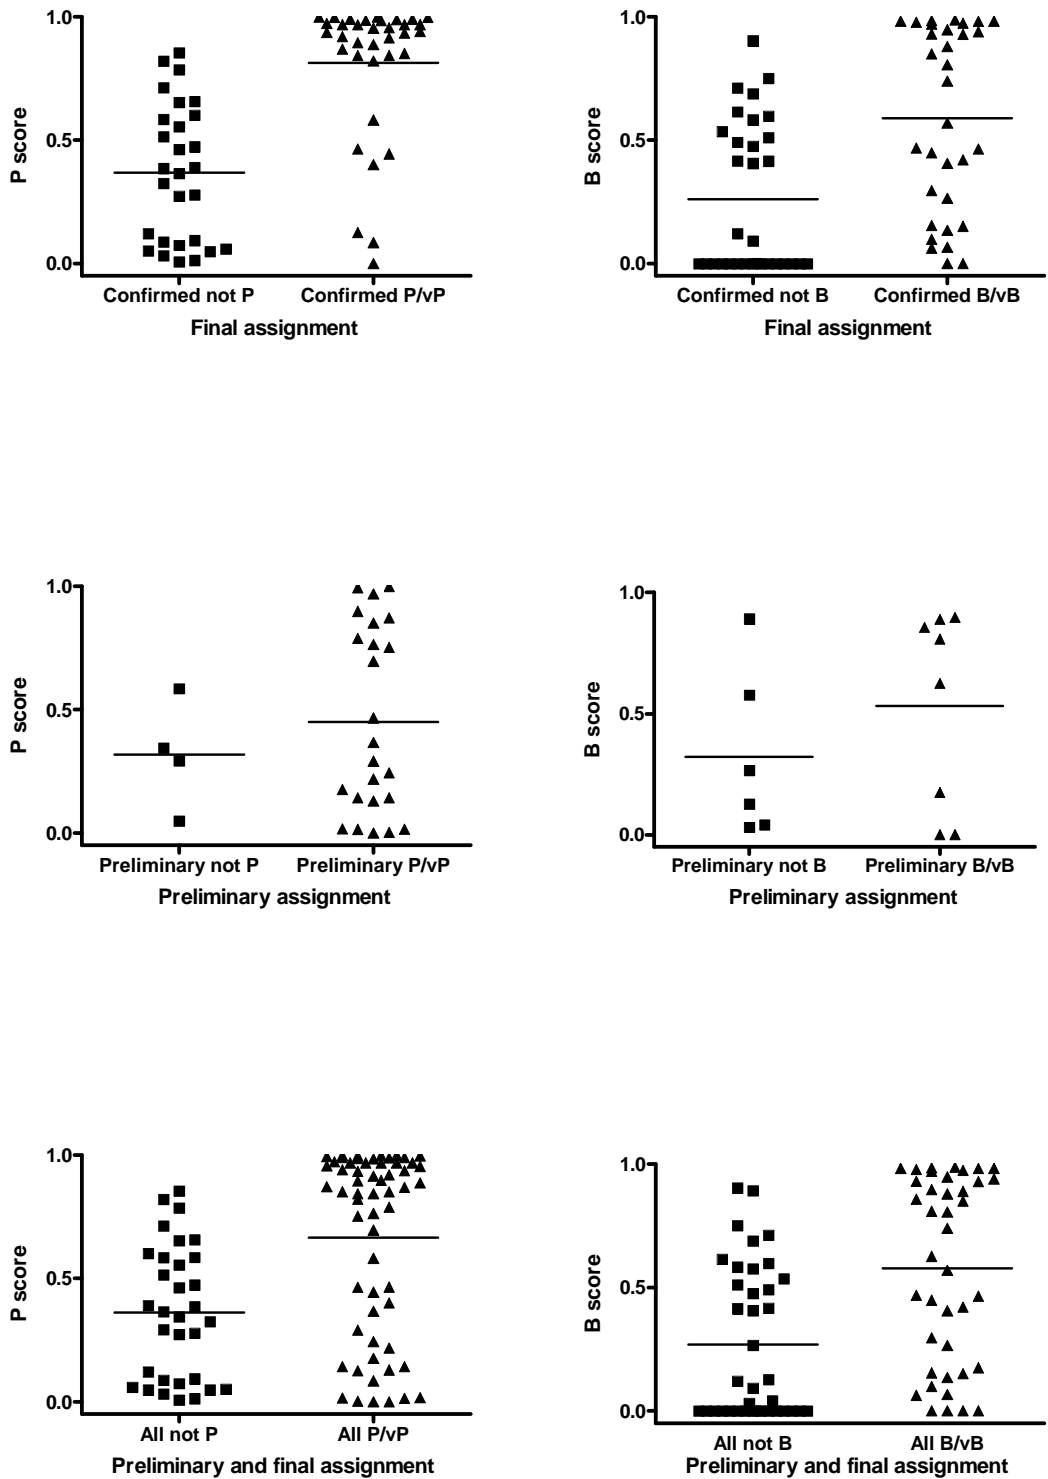 1.0
0.5
0.0
P score
Confirmed not P Confirmed P/vP
Final assignment
1.0
0.5
0.0
B score
Confirmed not B Confirmed B/vB
Final assignment
1.0
0.5
0.0
P score
Preliminary not P Preliminary P/vP
Preliminary assignment
1.0
0.5
0.0
B score
Preliminary not B Preliminary B/vB
Preliminary assignment
1.0
0.5
0.0
P score
All not P All P/vP
Preliminary and final assignment
1.0
0.5
0.0
B score
All not B All B/vB
Preliminary and final assignment